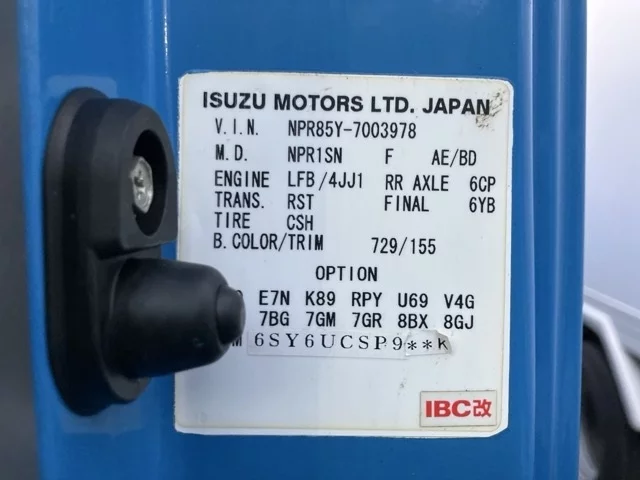 ISUZU MOTORS LTD. JAPAN
V.I.N. NPR85Y-7003978
M.D. NPR1SN F AE/BD
ENGINE LFB/4JJ1 RR AXLE 6CP
TRANS. RST FINAL 6YB
TIRE CSH
B.COLOR/TRIM 729/155
OPTION
E7N K89 RPY U69 V4G
7BG 7GM 7GR 8BX 8GJ
M 6SY6UCSP9**K
IBC改